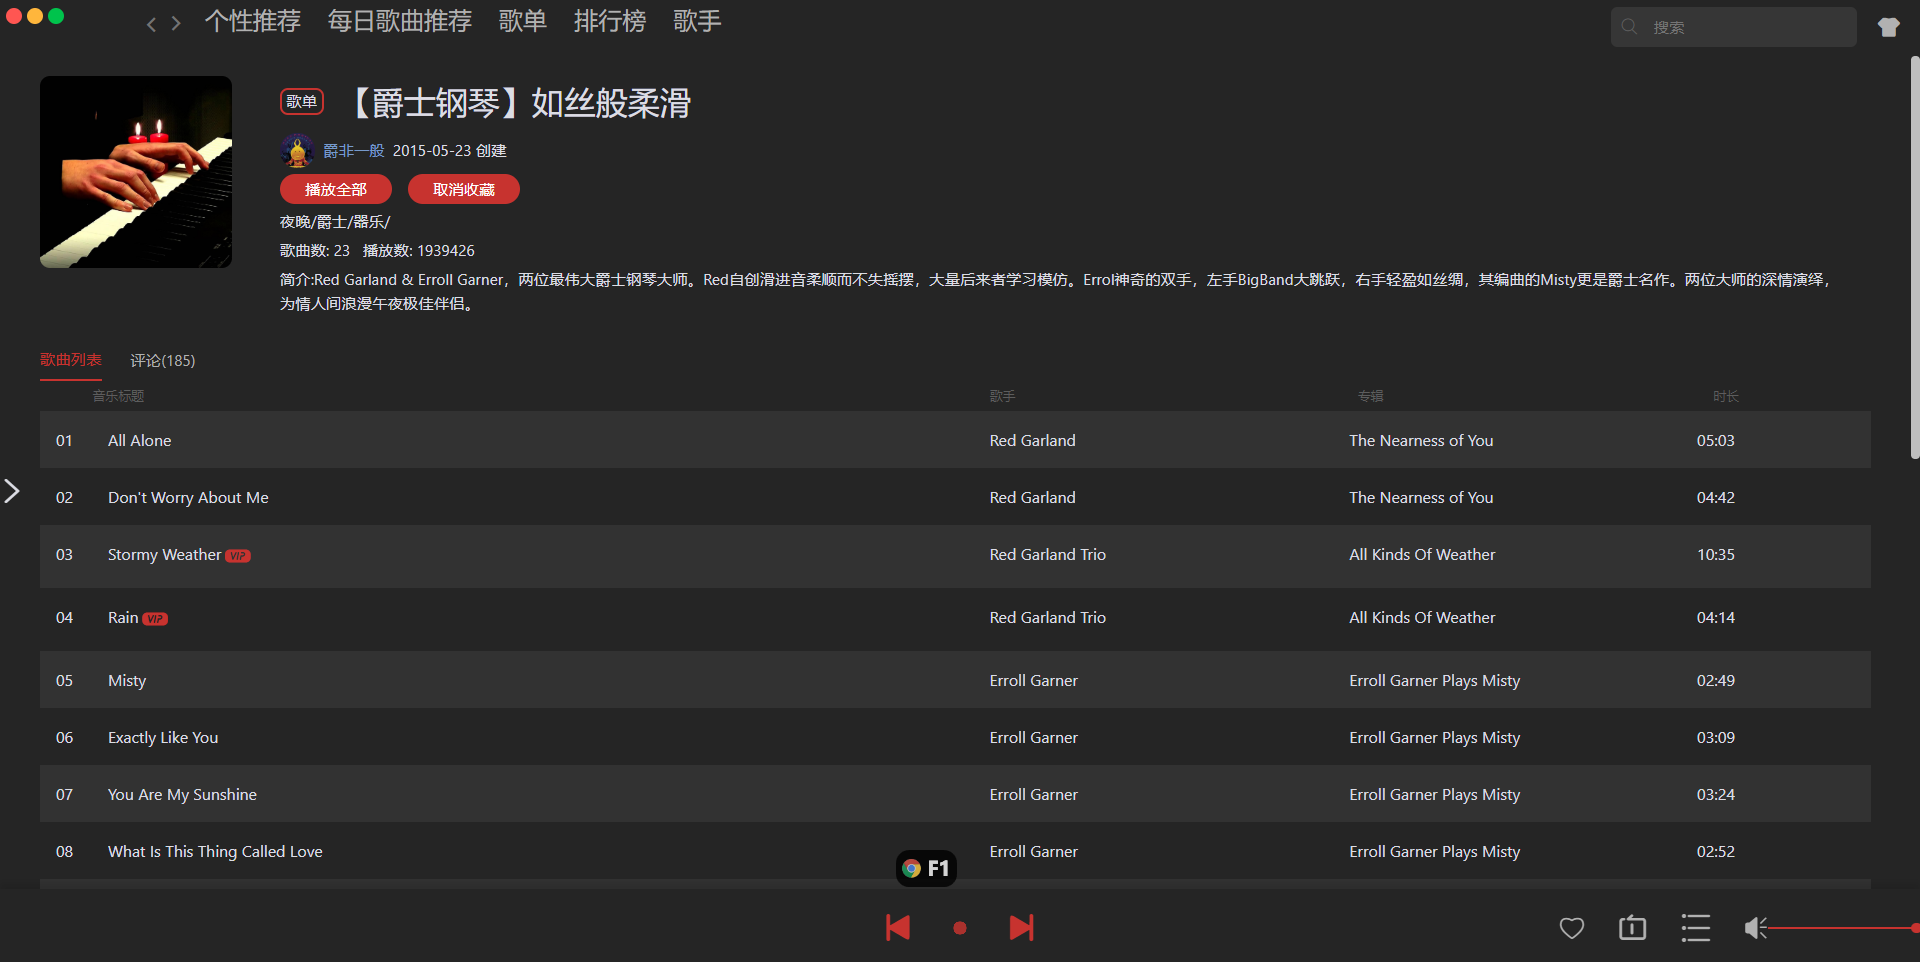 个性推荐 每日歌曲推荐 歌单 排行榜 歌手 搜索
歌单 【爵士钢琴】如丝般柔滑
爵非一般 2015-05-23 创建
播放全部 取消收藏
夜晚/爵士/器乐/
歌曲数: 23 播放数: 1939426
简介:Red Garland & Erroll Garner，两位最伟大爵士钢琴大师。Red自创滑进音柔顺而不失摇摆，大量后来者学习模仿。Errol神奇的双手，左手BigBand大跳跃，右手轻盈如丝绸，其编曲的Misty更是爵士名作。两位大师的深情演绎，
为情人间浪漫午夜极佳伴侣。
歌曲列表 评论(185)
音乐标题 歌手 专辑 时长
01 All Alone Red Garland The Nearness of You 05:03
02 Don't Worry About Me Red Garland The Nearness of You 04:42
03 Stormy Weather VIP Red Garland Trio All Kinds Of Weather 10:35
04 Rain VIP Red Garland Trio All Kinds Of Weather 04:14
05 Misty Erroll Garner Erroll Garner Plays Misty 02:49
06 Exactly Like You Erroll Garner Erroll Garner Plays Misty 03:09
07 You Are My Sunshine Erroll Garner Erroll Garner Plays Misty 03:24
08 What Is This Thing Called Love Erroll Garner Erroll Garner Plays Misty 02:52
F1